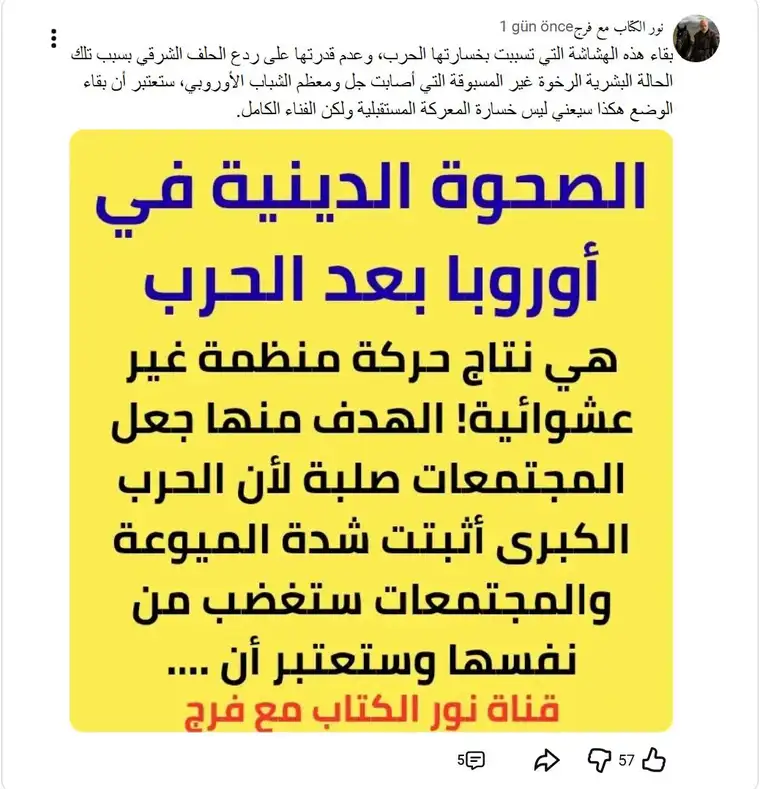 نور الكتاب مع فرج 1 gün önce
بقاء هذه الهشاشة التي تسببت بخسارتها الحرب، وعدم قدرتها على ردع الحلف الشرقي بسبب تلك
الحالة البشرية الرخوة غير المسبوقة التي أصابت جل ومعظم الشباب الأوروبي، ستعتبر أن بقاء
الوضع هكذا سيعني ليس خسارة المعركة المستقبلية ولكن الفناء الكامل.
الصحوة الدينية في
أوروبا بعد الحرب
هي نتاج حركة منظمة غير
عشوائية! الهدف منها جعل
المجتمعات صلبة لأن الحرب
الكبرى أثبتت شدة الميوعة
والمجتمعات ستغضب من
نفسها وستعتبر أن ....
قناة نور الكتاب مع فرج
57 5